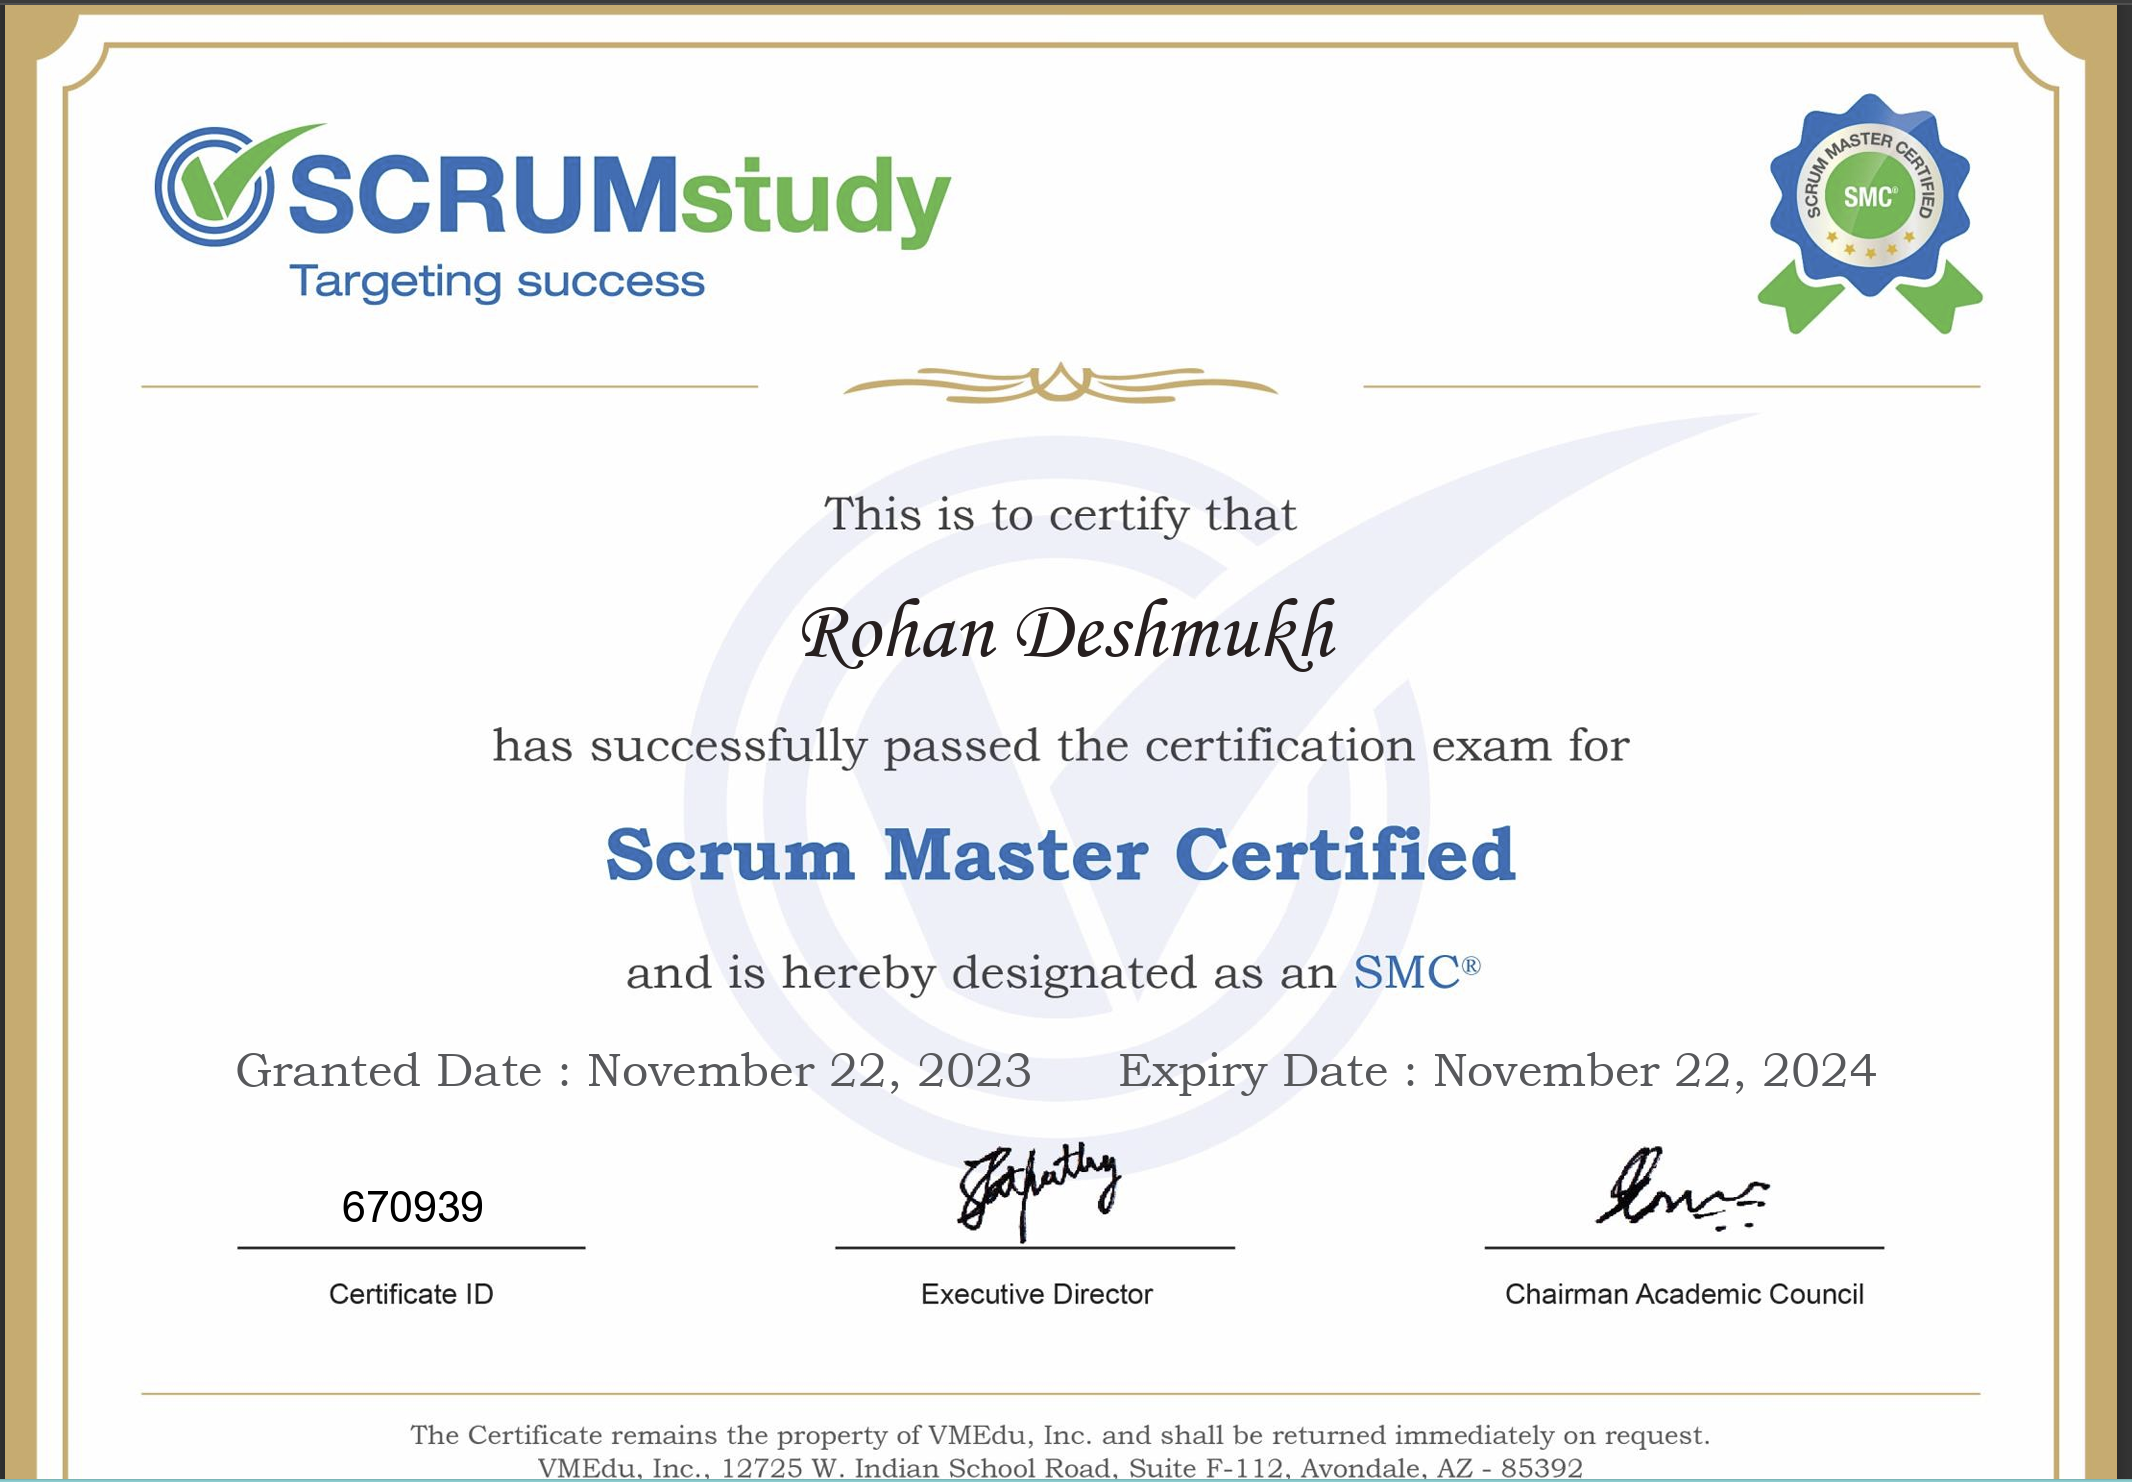 SCRUMstudy
Targeting success
SCRUM MASTER CERTIFIED
SMC®
This is to certify that
Rohan Deshmukh
has successfully passed the certification exam for
Scrum Master Certified
and is hereby designated as an SMC®
Granted Date : November 22, 2023 Expiry Date : November 22, 2024
670939
Certificate ID
Executive Director
Chairman Academic Council
The Certificate remains the property of VMEdu, Inc. and shall be returned immediately on request.
VMEdu, Inc., 12725 W. Indian School Road, Suite F-112, Avondale, AZ - 85392